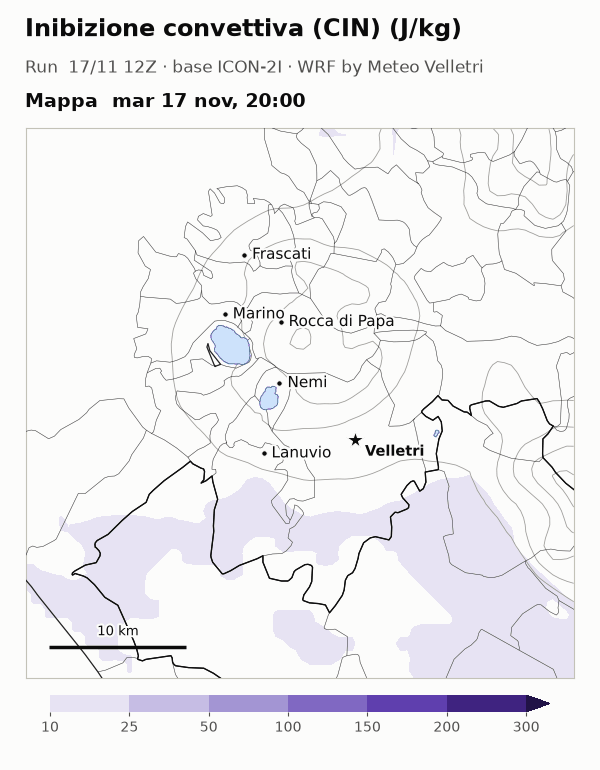 Inibizione convettiva (CIN) (J/kg)
Run  17/11 12Z · base ICON-2I · WRF by Meteo Velletri
Mappa  mar 17 nov, 20:00
Frascati
Marino
Rocca di Papa
Nemi
Velletri
Lanuvio
10 km
10 25 50 100 150 200 300